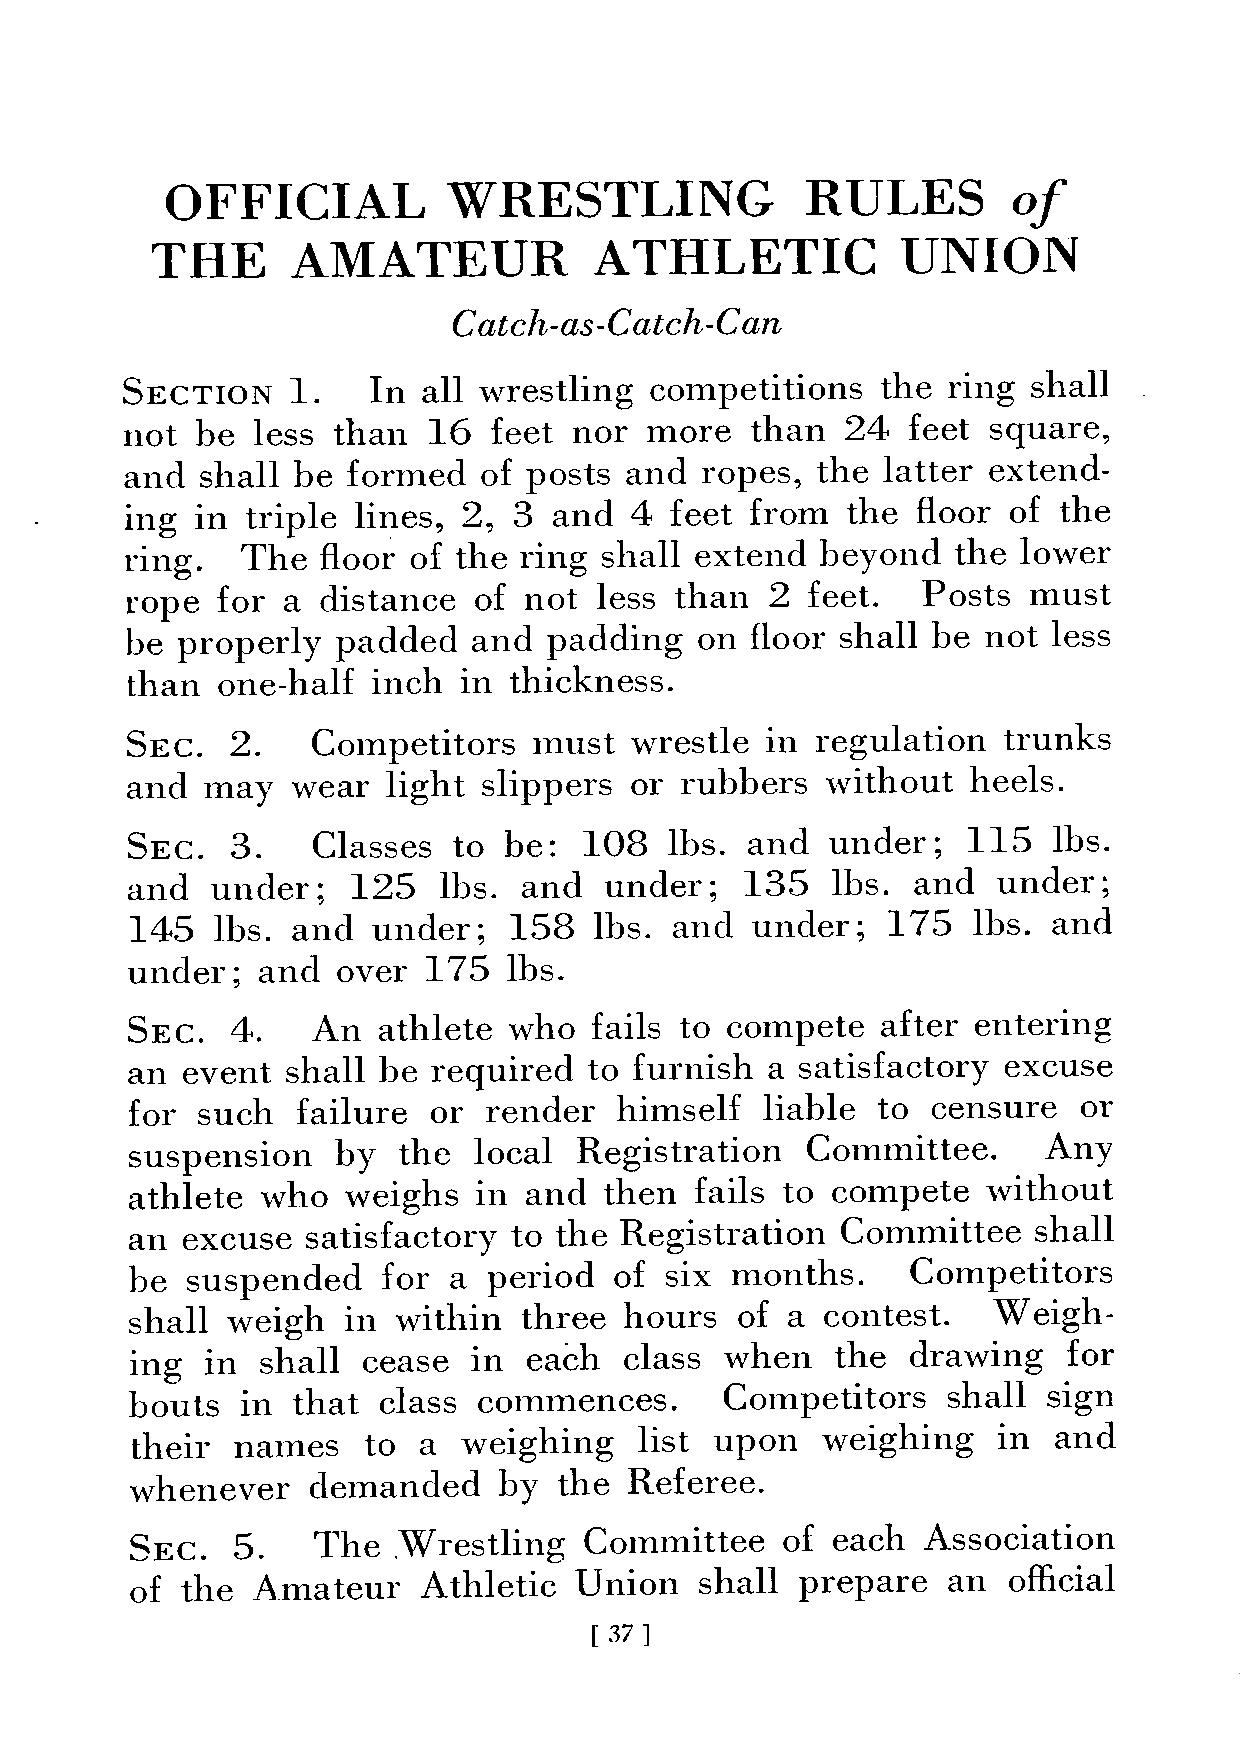 OFFICIAL WRESTLING RULES of
THE AMATEUR ATHLETIC UNION
Catch-as-Catch-Can
SECTION 1. In all wrestling competitions the ring shall
not be less than 16 feet nor more than 24 feet square,
and shall be formed of posts and ropes, the latter extend-
ing in triple lines, 2, 3 and 4 feet from the floor of the
ring. The floor of the ring shall extend beyond the lower
rope for a distance of not less than 2 feet. Posts must
be properly padded and padding on floor shall be not less
than one-half inch in thickness.
SEC. 2. Competitors must wrestle in regulation trunks
and may wear light slippers or rubbers without heels.
SEC. 3. Classes to be: 108 lbs. and under; 115 lbs.
and under; 125 lbs. and under; 135 lbs. and under;
145 lbs. and under; 158 lbs. and under; 175 lbs. and
under; and over 175 lbs.
SEC. 4. An athlete who fails to compete after entering
an event shall be required to furnish a satisfactory excuse
for such failure or render himself liable to censure or
suspension by the local Registration Committee. Any
athlete who weighs in and then fails to compete without
an excuse satisfactory to the Registration Committee shall
be suspended for a period of six months. Competitors
shall weigh in within three hours of a contest. Weigh-
ing in shall cease in each class when the drawing for
bouts in that class commences. Competitors shall sign
their names to a weighing list upon weighing in and
whenever demanded by the Referee.
SEC. 5. The Wrestling Committee of each Association
of the Amateur Athletic Union shall prepare an official
[ 37 ]